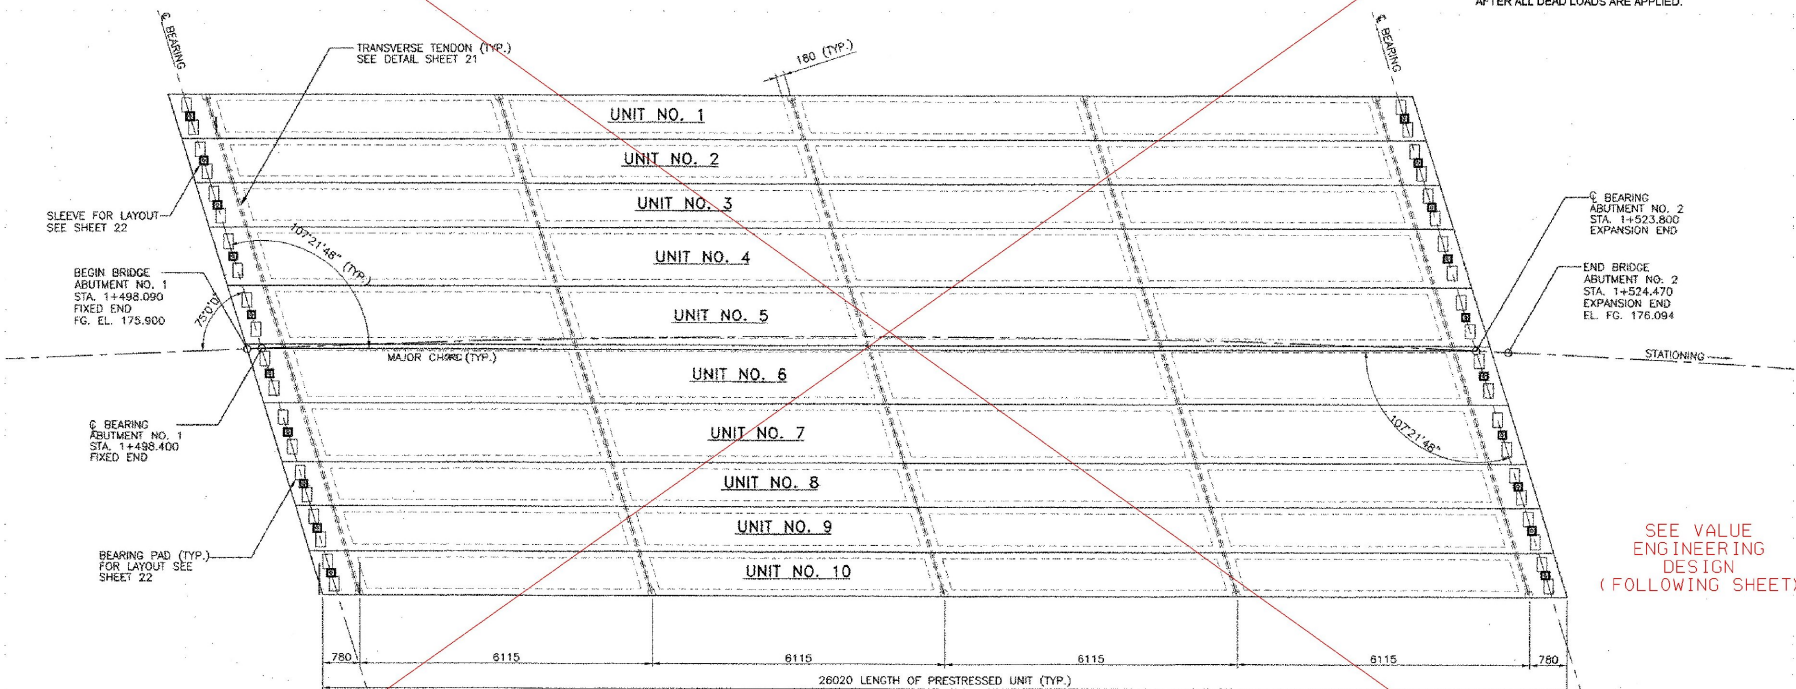 AFTER ALL DEAD LOADS ARE APPLIED.
℄ BEARING
℄ BEARING
TRANSVERSE TENDON (TYP.)
SEE DETAIL SHEET 21
180 (TYP.)
UNIT NO. 1
UNIT NO. 2
UNIT NO. 3
UNIT NO. 4
UNIT NO. 5
UNIT NO. 6
UNIT NO. 7
UNIT NO. 8
UNIT NO. 9
UNIT NO. 10
SLEEVE FOR LAYOUT
SEE SHEET 22
107°21'48" (TYP.)
BEGIN BRIDGE
ABUTMENT NO. 1
STA. 1+498.090
FIXED END
FG. EL. 175.900
75°0'0"
MAJOR CHORD (TYP.)
℄ BEARING
ABUTMENT NO. 1
STA. 1+498.400
FIXED END
BEARING PAD (TYP.)
FOR LAYOUT SEE
SHEET 22
℄ BEARING
ABUTMENT NO. 2
STA. 1+523.800
EXPANSION END
END BRIDGE
ABUTMENT NO. 2
STA. 1+524.470
EXPANSION END
EL. FG. 176.094
STATIONING
107°21'48"
SEE VALUE
ENGINEERING
DESIGN
(FOLLOWING SHEET)
780
6115
6115
6115
6115
780
26020 LENGTH OF PRESTRESSED UNIT (TYP.)